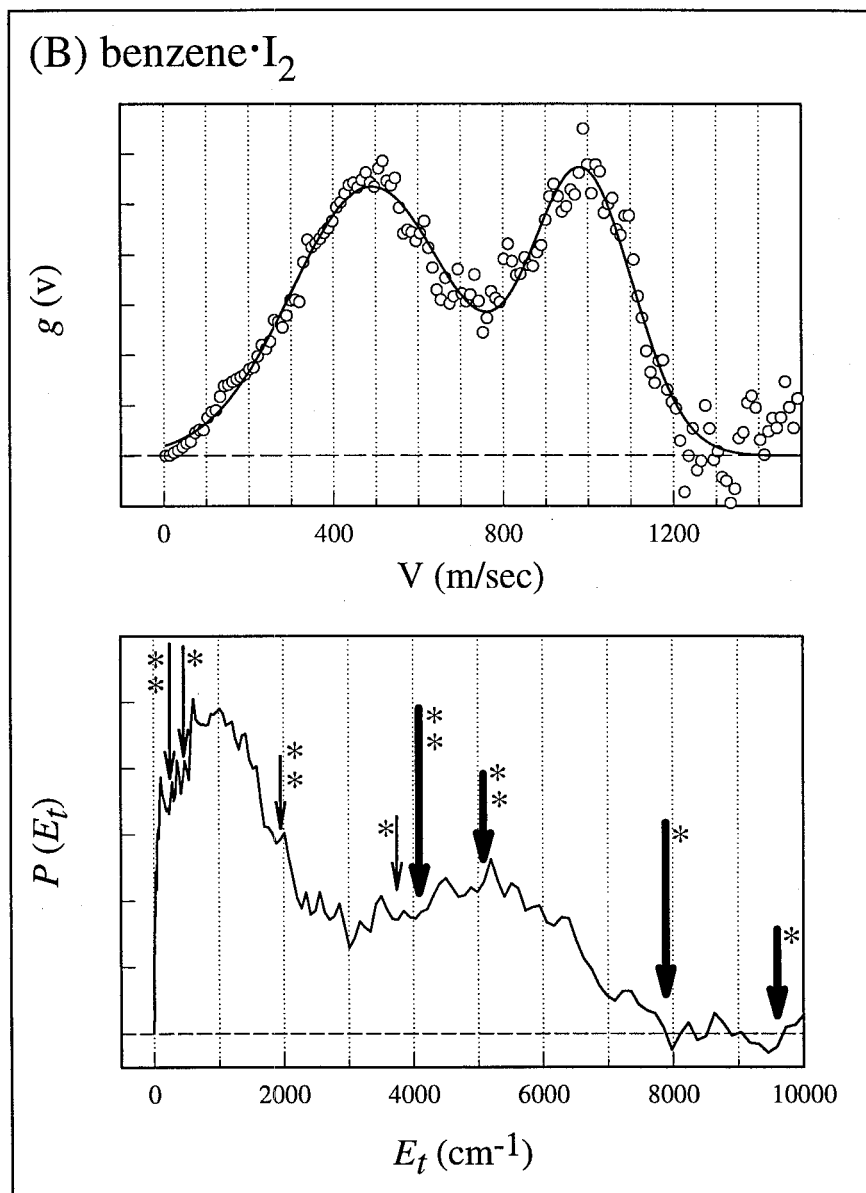 (B) benzene·I₂
g (v)
0 400 800 1200
V (m/sec)
* * * * * * * * * * * *
P (Eₜ)
0 2000 4000 6000 8000 10000
Eₜ (cm⁻¹)